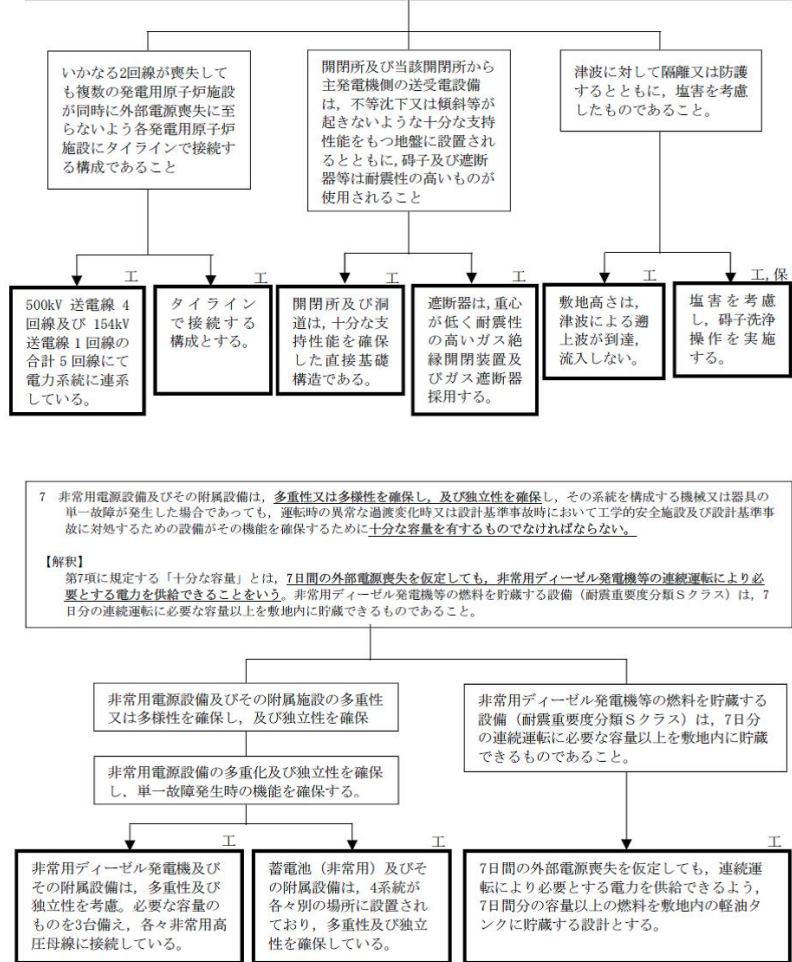 いかなる2回線が喪失して
も複数の発電用原子炉施設
が同時に外部電源喪失に至
らないよう各発電用原子炉
施設にタイラインで接続す
る構成であること
開閉所及び当該開閉所から
主発電機側の送受電設備
は，不等沈下又は傾斜等が
起きないような十分な支持
性能をもつ地盤に設置され
るとともに，碍子及び遮断
器等は耐震性の高いものが
使用されること
津波に対して隔離又は防護
するとともに，塩害を考慮
したものであること。
工
500kV 送電線 4
回線及び 154kV
送電線 1 回線の
合計 5 回線にて
電力系統に連系
している。
工
タイライン
で接続する
構成とする。
工
開閉所及び洞
道は，十分な支
持性能を確保
した直接基礎
構造である。
工
遮断器は，重心
が低く耐震性
の高いガス絶
縁開閉装置及
びガス遮断器
採用する。
工
敷地高さは，
津波による遡
上波が到達，
流入しない。
工，保
塩害を考慮
し，碍子洗浄
操作を実施
する。
7 非常用電源設備及びその附属設備は，多重性又は多様性を確保し，及び独立性を確保し，その系統を構成する機械又は器具の
単一故障が発生した場合であっても，運転時の異常な過渡変化時又は設計基準事故時において工学的安全施設及び設計基準事
故に対処するための設備がその機能を確保するために十分な容量を有するものでなければならない。
【解釈】
第7項に規定する「十分な容量」とは，7日間の外部電源喪失を仮定しても，非常用ディーゼル発電機等の連続運転により必
要とする電力を供給できることをいう。非常用ディーゼル発電機等の燃料を貯蔵する設備（耐震重要度分類Ｓクラス）は，7
日分の連続運転に必要な容量以上を敷地内に貯蔵できるものであること。
非常用電源設備及びその附属施設の多重性
又は多様性を確保し，及び独立性を確保
非常用ディーゼル発電機等の燃料を貯蔵する
設備（耐震重要度分類Ｓクラス）は，7日分
の連続運転に必要な容量以上を敷地内に貯蔵
できるものであること。
非常用電源設備の多重化及び独立性を確保
し，単一故障発生時の機能を確保する。
工
非常用ディーゼル発電機及び
その附属設備は，多重性及び
独立性を考慮。必要な容量の
ものを3台備え，各々非常用高
圧母線に接続している。
工
蓄電池（非常用）及びそ
の附属設備は，4系統が
各々別の場所に設置され
ており，多重性及び独立
性を確保している。
工
7日間の外部電源喪失を仮定しても，連続運
転により必要とする電力を供給できるよう，
7日間分の容量以上の燃料を敷地内の軽油タ
ンクに貯蔵する設計とする。